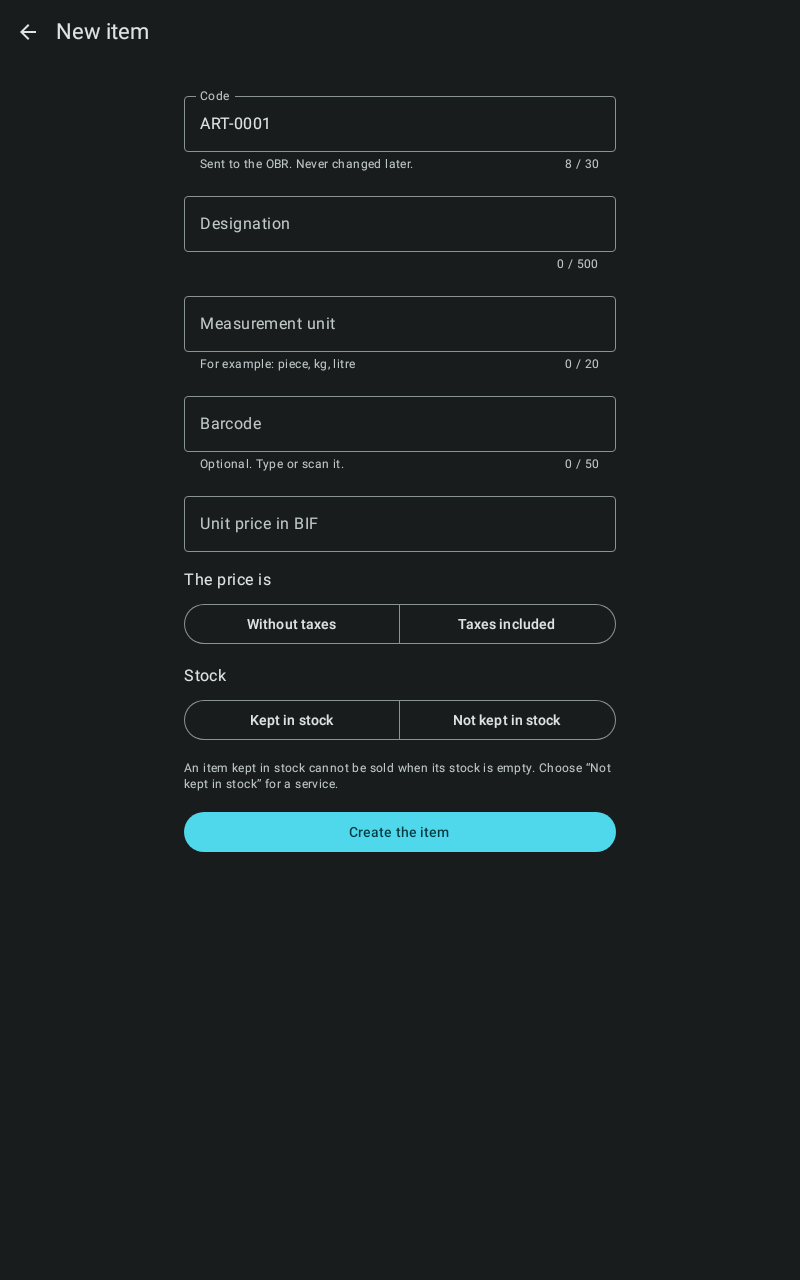 New item
Code
ART-0001
Sent to the OBR. Never changed later.
8 / 30
Designation
0 / 500
Measurement unit
For example: piece, kg, litre
0 / 20
Barcode
Optional. Type or scan it.
0 / 50
Unit price in BIF
The price is
Without taxes
Taxes included
Stock
Kept in stock
Not kept in stock
An item kept in stock cannot be sold when its stock is empty. Choose “Not
kept in stock” for a service.
Create the item